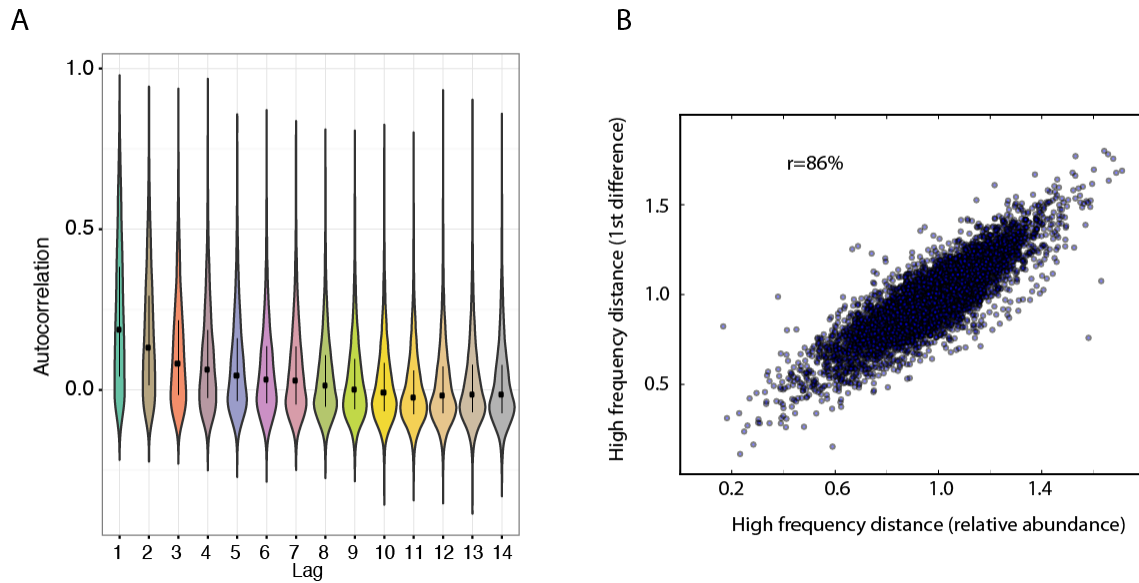 A
B
1.0
0.5
0.0
Autocorrelation
1 2 3 4 5 6 7 8 9 10 11 12 13 14
Lag
r=86%
1.5
1.0
0.5
High frequency distance (1st difference)
0.2 0.6 1.0 1.4
High frequency distance (relative abundance)